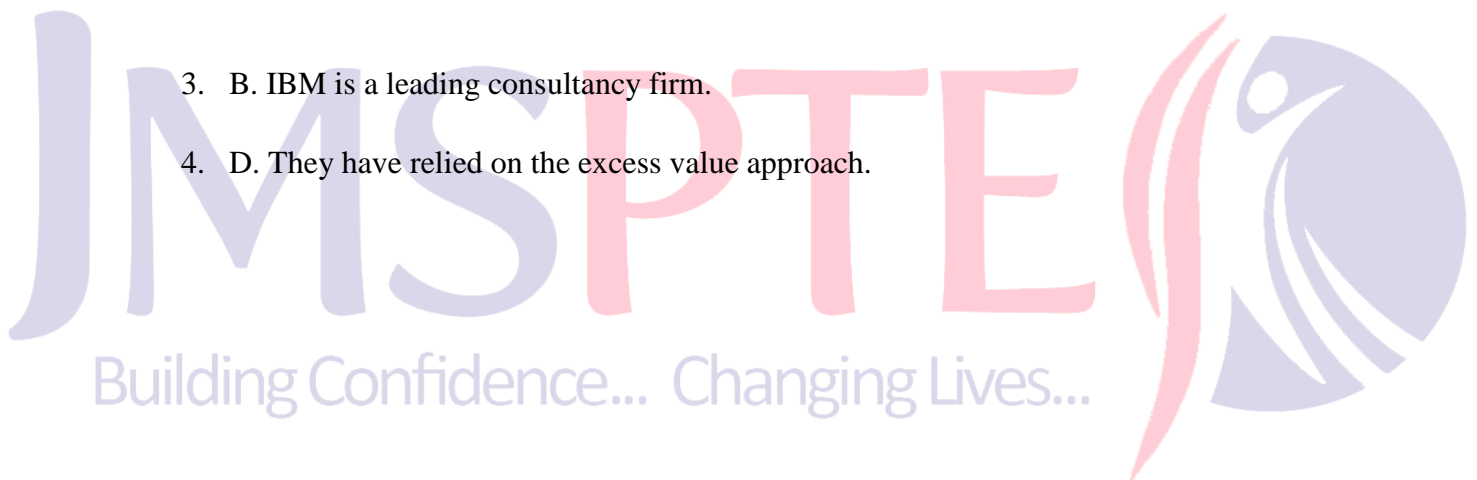 3. B. IBM is a leading consultancy firm.
4. D. They have relied on the excess value approach.
JMSPTE
Building Confidence... Changing Lives...